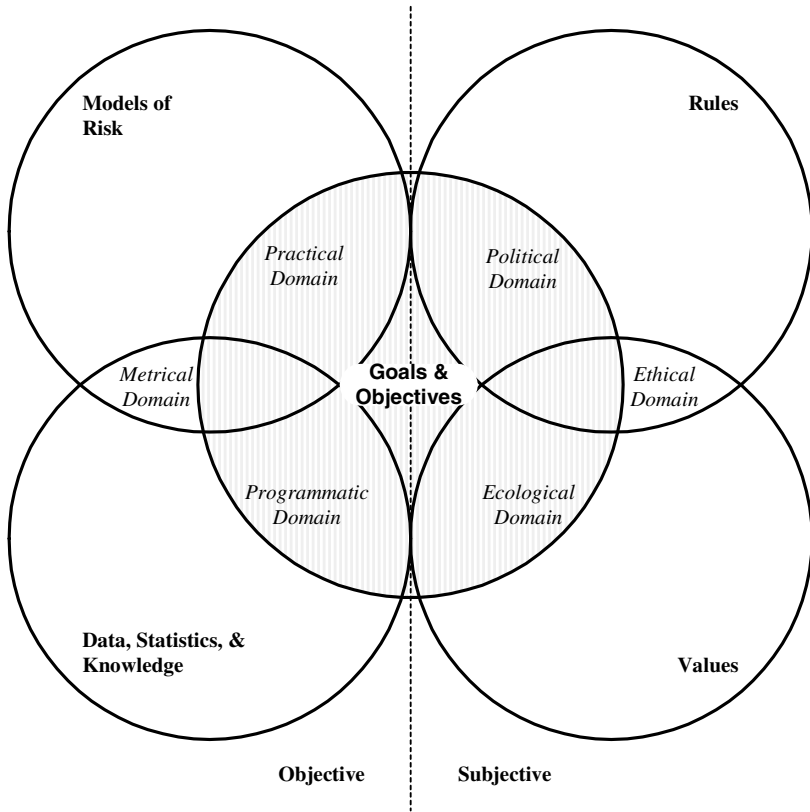 Models of
Risk
Rules
Practical
Domain
Political
Domain
Metrical
Domain
Goals &
Objectives
Ethical
Domain
Programmatic
Domain
Ecological
Domain
Data, Statistics, &
Knowledge
Values
Objective
Subjective